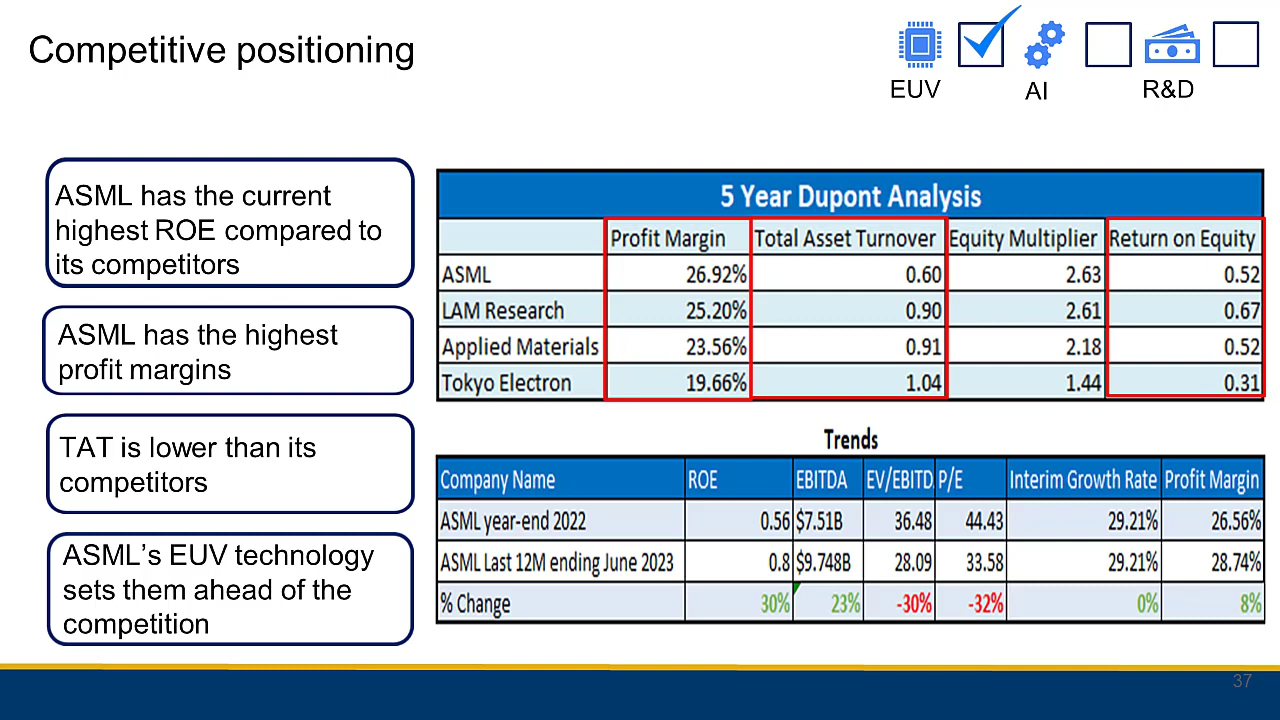 Competitive positioning
EUV
AI
R&D
ASML has the current
highest ROE compared to
its competitors
ASML has the highest
profit margins
TAT is lower than its
competitors
ASML’s EUV technology
sets them ahead of the
competition
5 Year Dupont Analysis
Profit Margin Total Asset Turnover Equity Multiplier Return on Equity
ASML 26.92% 0.60 2.63 0.52
LAM Research 25.20% 0.90 2.61 0.67
Applied Materials 23.56% 0.91 2.18 0.52
Tokyo Electron 19.66% 1.04 1.44 0.31
Trends
Company Name ROE EBITDA EV/EBITD P/E Interim Growth Rate Profit Margin
ASML year-end 2022 0.56 $7.51B 36.48 44.43 29.21% 26.56%
ASML Last 12M ending June 2023 0.8 $9.748B 28.09 33.58 29.21% 28.74%
% Change 30% 23% -30% -32% 0% 8%
37